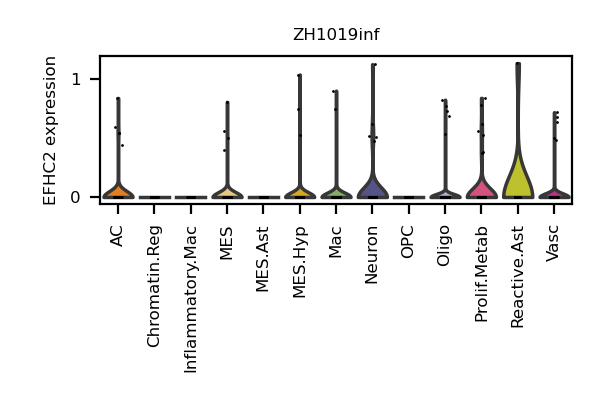 ZH1019inf
EFHC2 expression
1
0
AC
Chromatin.Reg
Inflammatory.Mac
MES
MES.Ast
MES.Hyp
Mac
Neuron
OPC
Oligo
Prolif.Metab
Reactive.Ast
Vasc